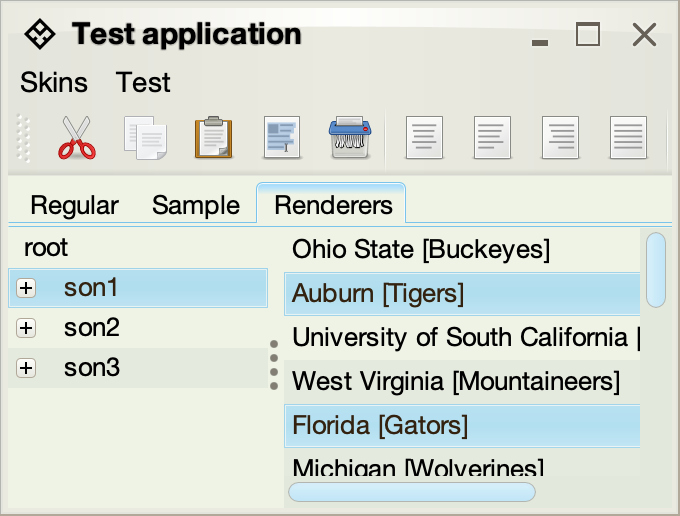 Test application
Skins Test
Regular Sample Renderers
root
son1
son2
son3
Ohio State [Buckeyes]
Auburn [Tigers]
University of South California [
West Virginia [Mountaineers]
Florida [Gators]
Michigan [Wolverines]